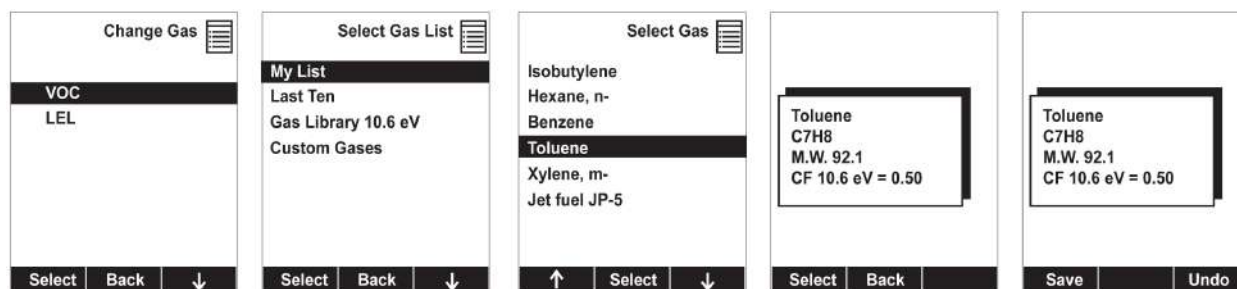 Change Gas
VOC
LEL
Select Back ↓
Select Gas List
My List
Last Ten
Gas Library 10.6 eV
Custom Gases
Select Back ↓
Select Gas
Isobutylene
Hexane, n-
Benzene
Toluene
Xylene, m-
Jet fuel JP-5
↑ Select ↓
Toluene
C7H8
M.W. 92.1
CF 10.6 eV = 0.50
Select Back
Toluene
C7H8
M.W. 92.1
CF 10.6 eV = 0.50
Save Undo